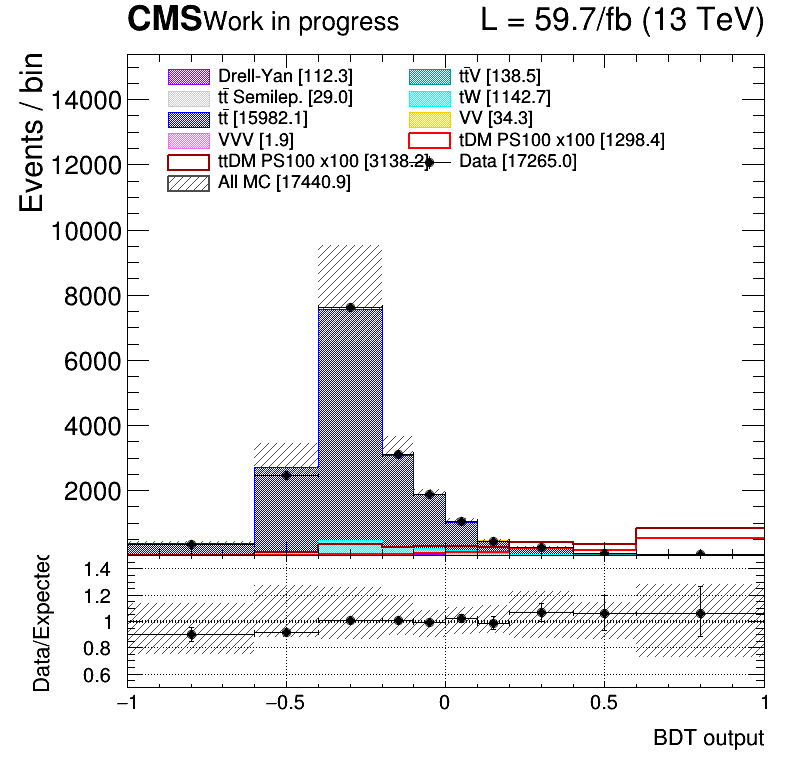 CMS Work in progress L = 59.7/fb (13 TeV)
Events / bin
Drell-Yan [112.3] tt̄V [138.5]
tt̄ Semilep. [29.0] tW [1142.7]
tt̄ [15982.1] VV [34.3]
VVV [1.9] tDM PS100 x100 [1298.4]
ttDM PS100 x100 [3138.2] Data [17265.0]
All MC [17440.9]
14000
12000
10000
8000
6000
4000
2000
Data/Expected
1.4
1.2
1
0.8
0.6
−1 −0.5 0 0.5 1
BDT output